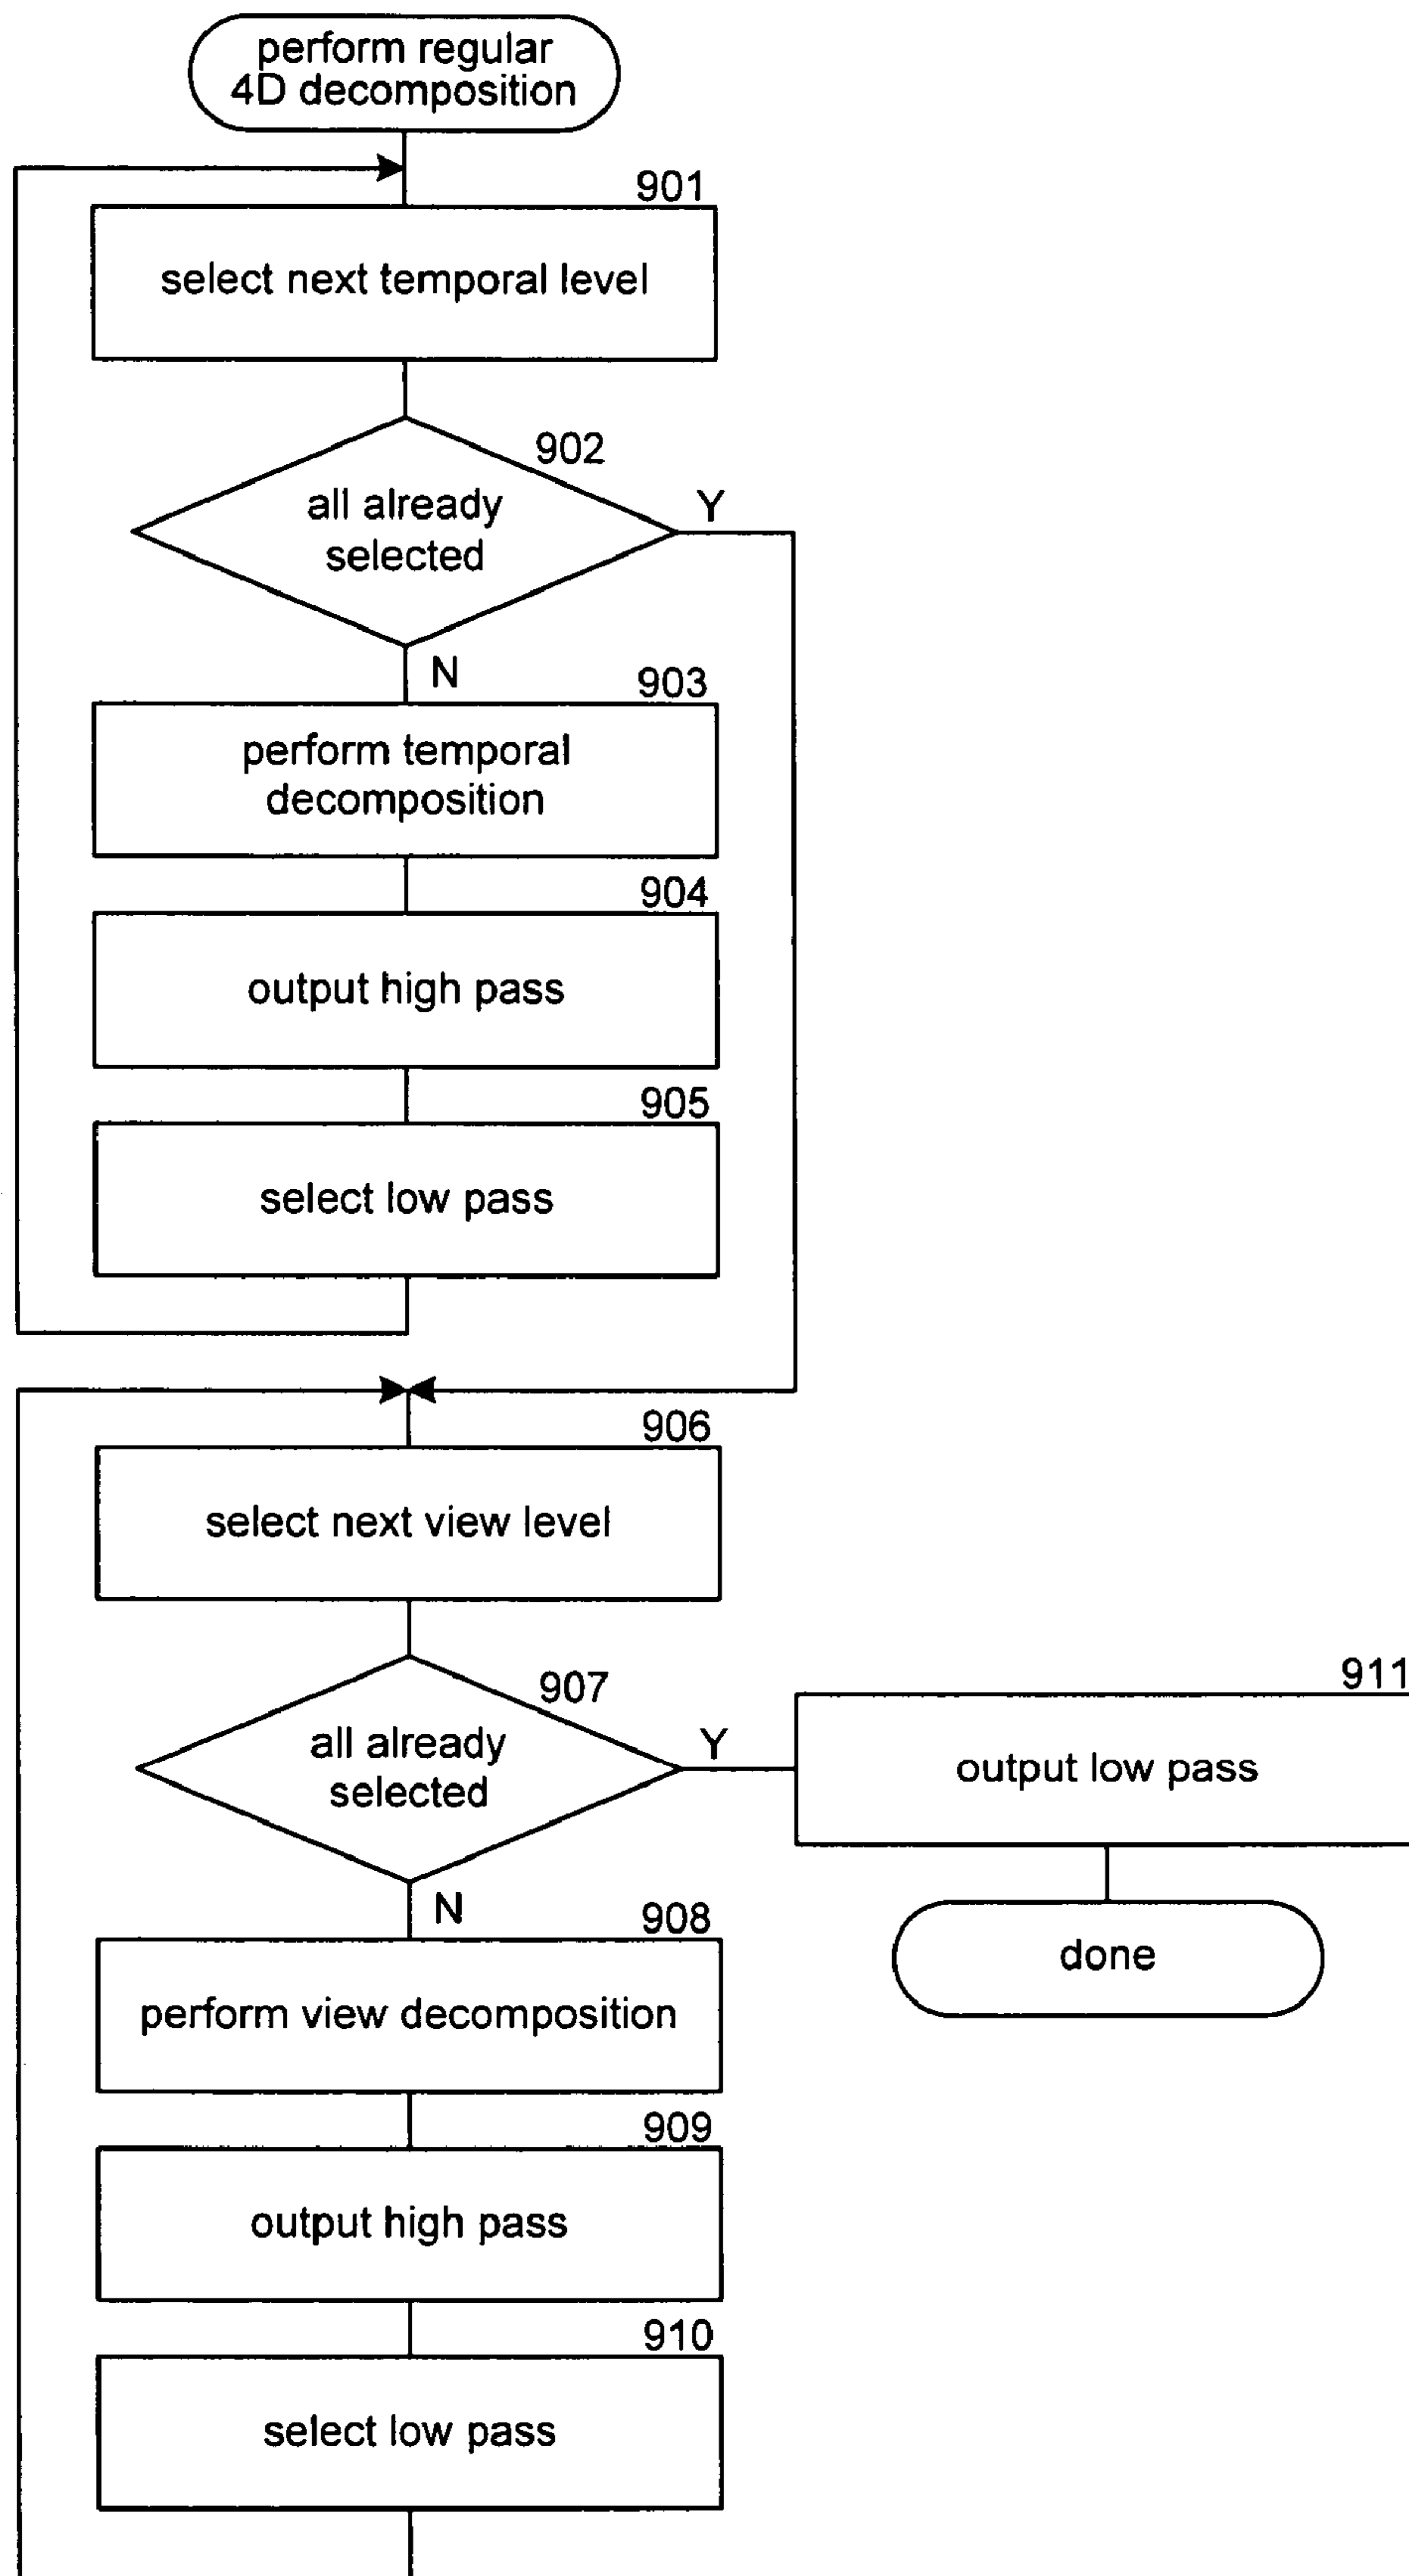 perform regular
4D decomposition
901
select next temporal level
902
all already
selected
Y
N
903
perform temporal
decomposition
904
output high pass
905
select low pass
906
select next view level
907
all already
selected
Y
911
output low pass
done
N
908
perform view decomposition
909
output high pass
910
select low pass